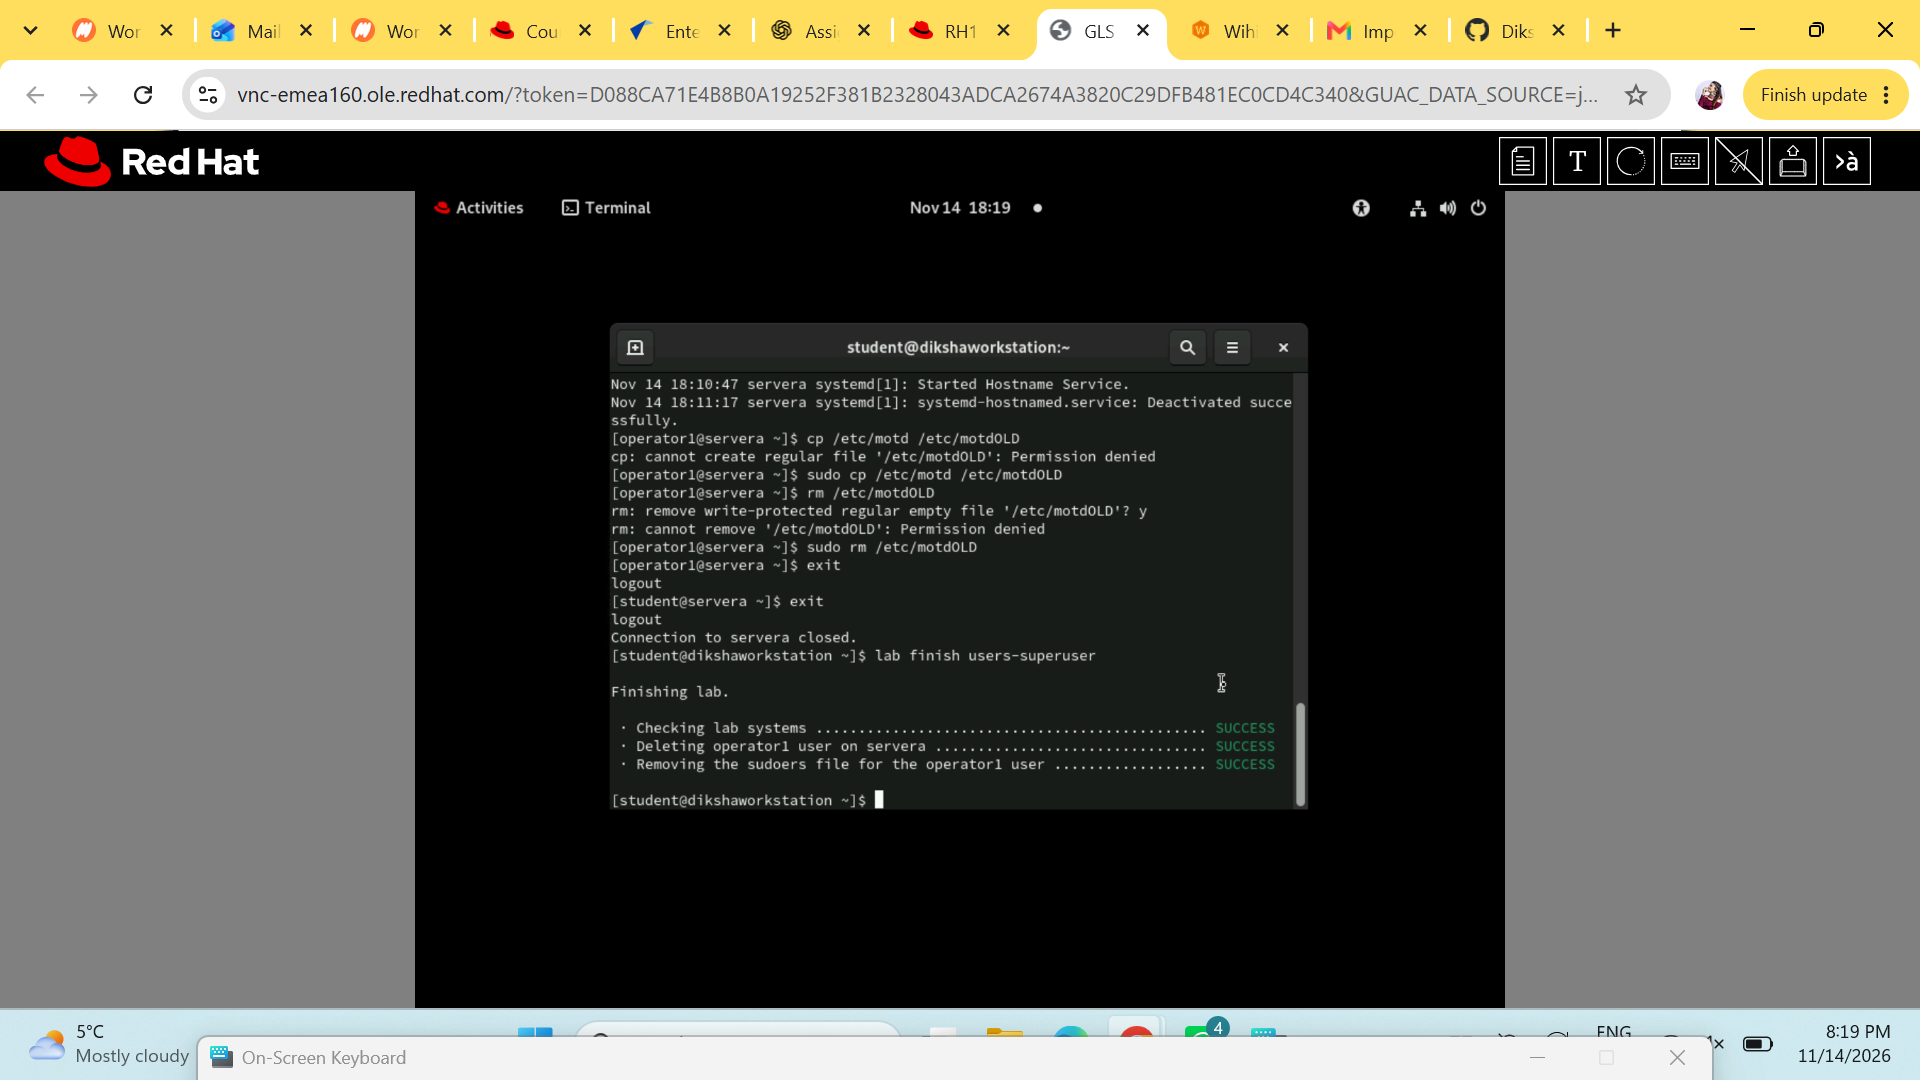 Wor
Mail
Wor
Cou
Ente
Assi
RH1
GLS
Wih
Imp
Diks
vnc-emea160.ole.redhat.com/?token=D088CA71E4B8B0A19252F381B2328043ADCA2674A3820C29DFB481EC0CD4C340&GUAC_DATA_SOURCE=j...
Finish update
Red Hat
T
>à
Activities
Terminal
Nov 14 18:19
student@dikshaworkstation:~
Nov 14 18:10:47 servera systemd[1]: Started Hostname Service.
Nov 14 18:11:17 servera systemd[1]: systemd-hostnamed.service: Deactivated succe
ssfully.
[operator1@servera ~]$ cp /etc/motd /etc/motdOLD
cp: cannot create regular file '/etc/motdOLD': Permission denied
[operator1@servera ~]$ sudo cp /etc/motd /etc/motdOLD
[operator1@servera ~]$ rm /etc/motdOLD
rm: remove write-protected regular empty file '/etc/motdOLD'? y
rm: cannot remove '/etc/motdOLD': Permission denied
[operator1@servera ~]$ sudo rm /etc/motdOLD
[operator1@servera ~]$ exit
logout
[student@servera ~]$ exit
logout
Connection to servera closed.
[student@dikshaworkstation ~]$ lab finish users-superuser
Finishing lab.
· Checking lab systems .............................................. SUCCESS
· Deleting operator1 user on servera ................................ SUCCESS
· Removing the sudoers file for the operator1 user .................. SUCCESS
[student@dikshaworkstation ~]$
5°C
Mostly cloudy
4
ENG
8:19 PM
11/14/2026
On-Screen Keyboard